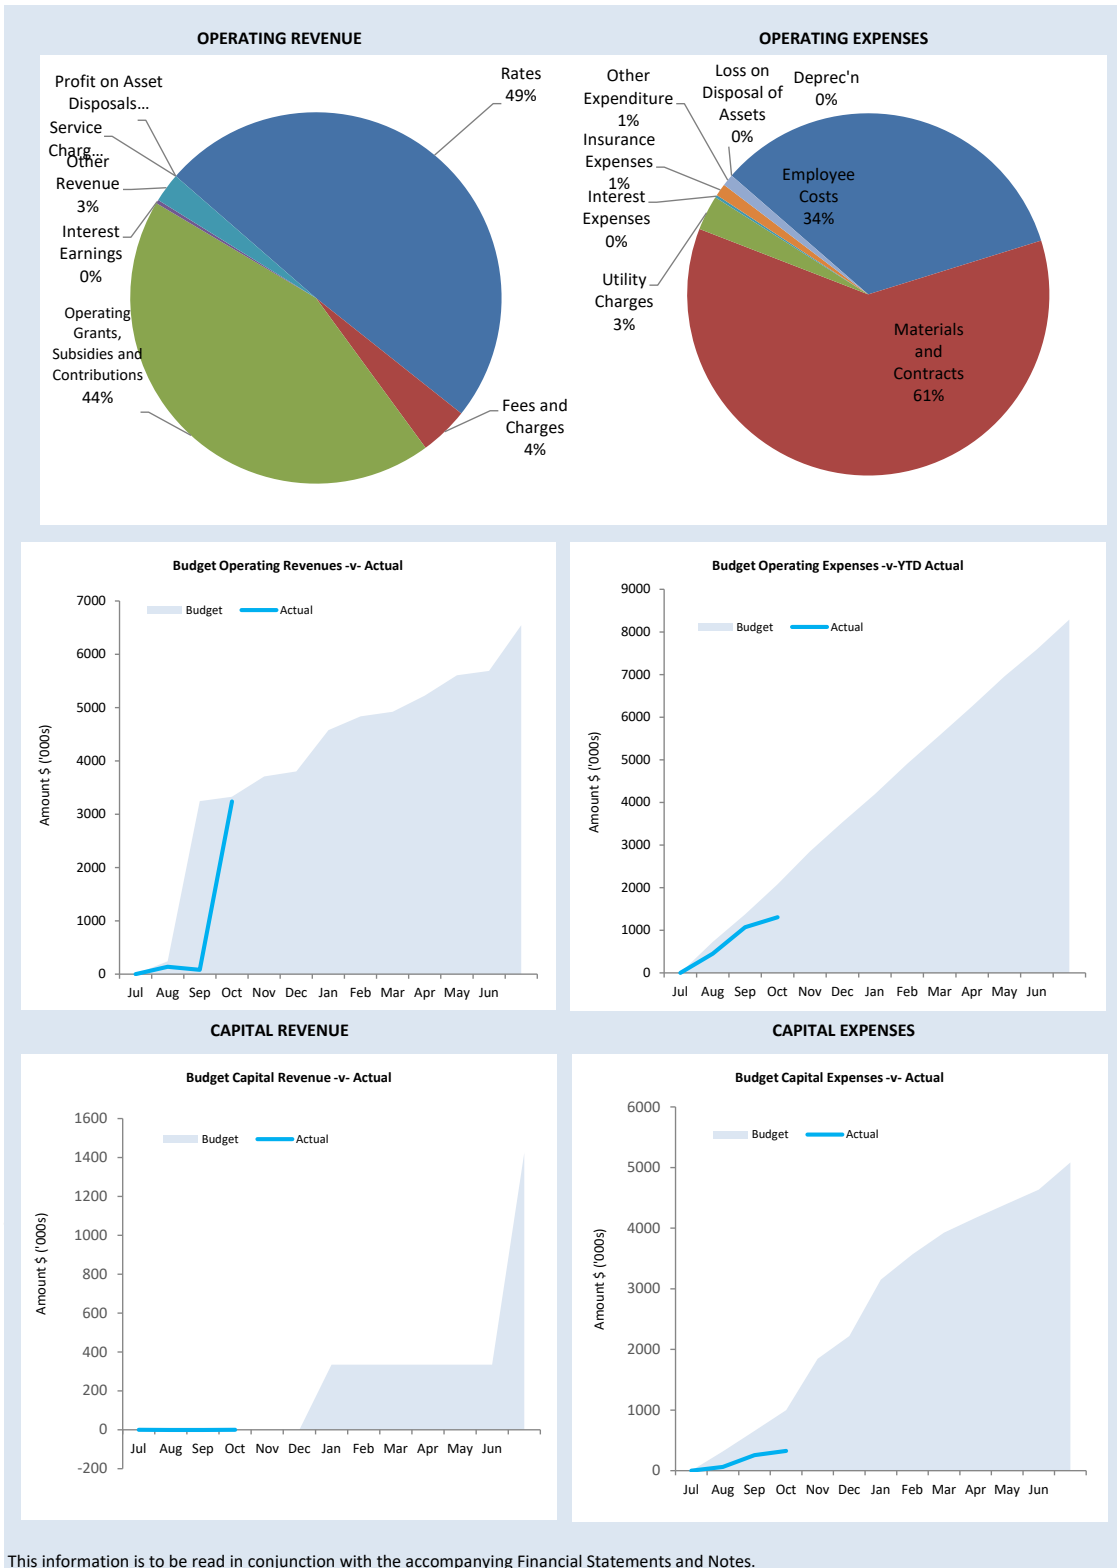 OPERATING REVENUE
OPERATING EXPENSES
Profit on Asset
Disposals...
Service
Charg...
Other
Revenue
3%
Interest
Earnings
0%
Operating
Grants,
Subsidies and
Contributions
44%
Rates
49%
Fees and
Charges
4%
Other
Expenditure
1%
Insurance
Expenses
1%
Interest
Expenses
0%
Utility
Charges
3%
Loss on
Disposal of
Assets
0%
Deprec'n
0%
Employee
Costs
34%
Materials
and
Contracts
61%
Budget Operating Revenues -v- Actual
Budget Actual
Amount $ ('000s)
7000
6000
5000
4000
3000
2000
1000
0
Jul Aug Sep Oct Nov Dec Jan Feb Mar Apr May Jun
Budget Operating Expenses -v-YTD Actual
Budget Actual
Amount $ ('000s)
9000
8000
7000
6000
5000
4000
3000
2000
1000
0
Jul Aug Sep Oct Nov Dec Jan Feb Mar Apr May Jun
CAPITAL REVENUE
CAPITAL EXPENSES
Budget Capital Revenue -v- Actual
Budget Actual
Amount $ ('000s)
1600
1400
1200
1000
800
600
400
200
0
-200
Jul Aug Sep Oct Nov Dec Jan Feb Mar Apr May Jun
Budget Capital Expenses -v- Actual
Budget Actual
Amount $ ('000s)
6000
5000
4000
3000
2000
1000
0
Jul Aug Sep Oct Nov Dec Jan Feb Mar Apr May Jun
This information is to be read in conjunction with the accompanying Financial Statements and Notes.